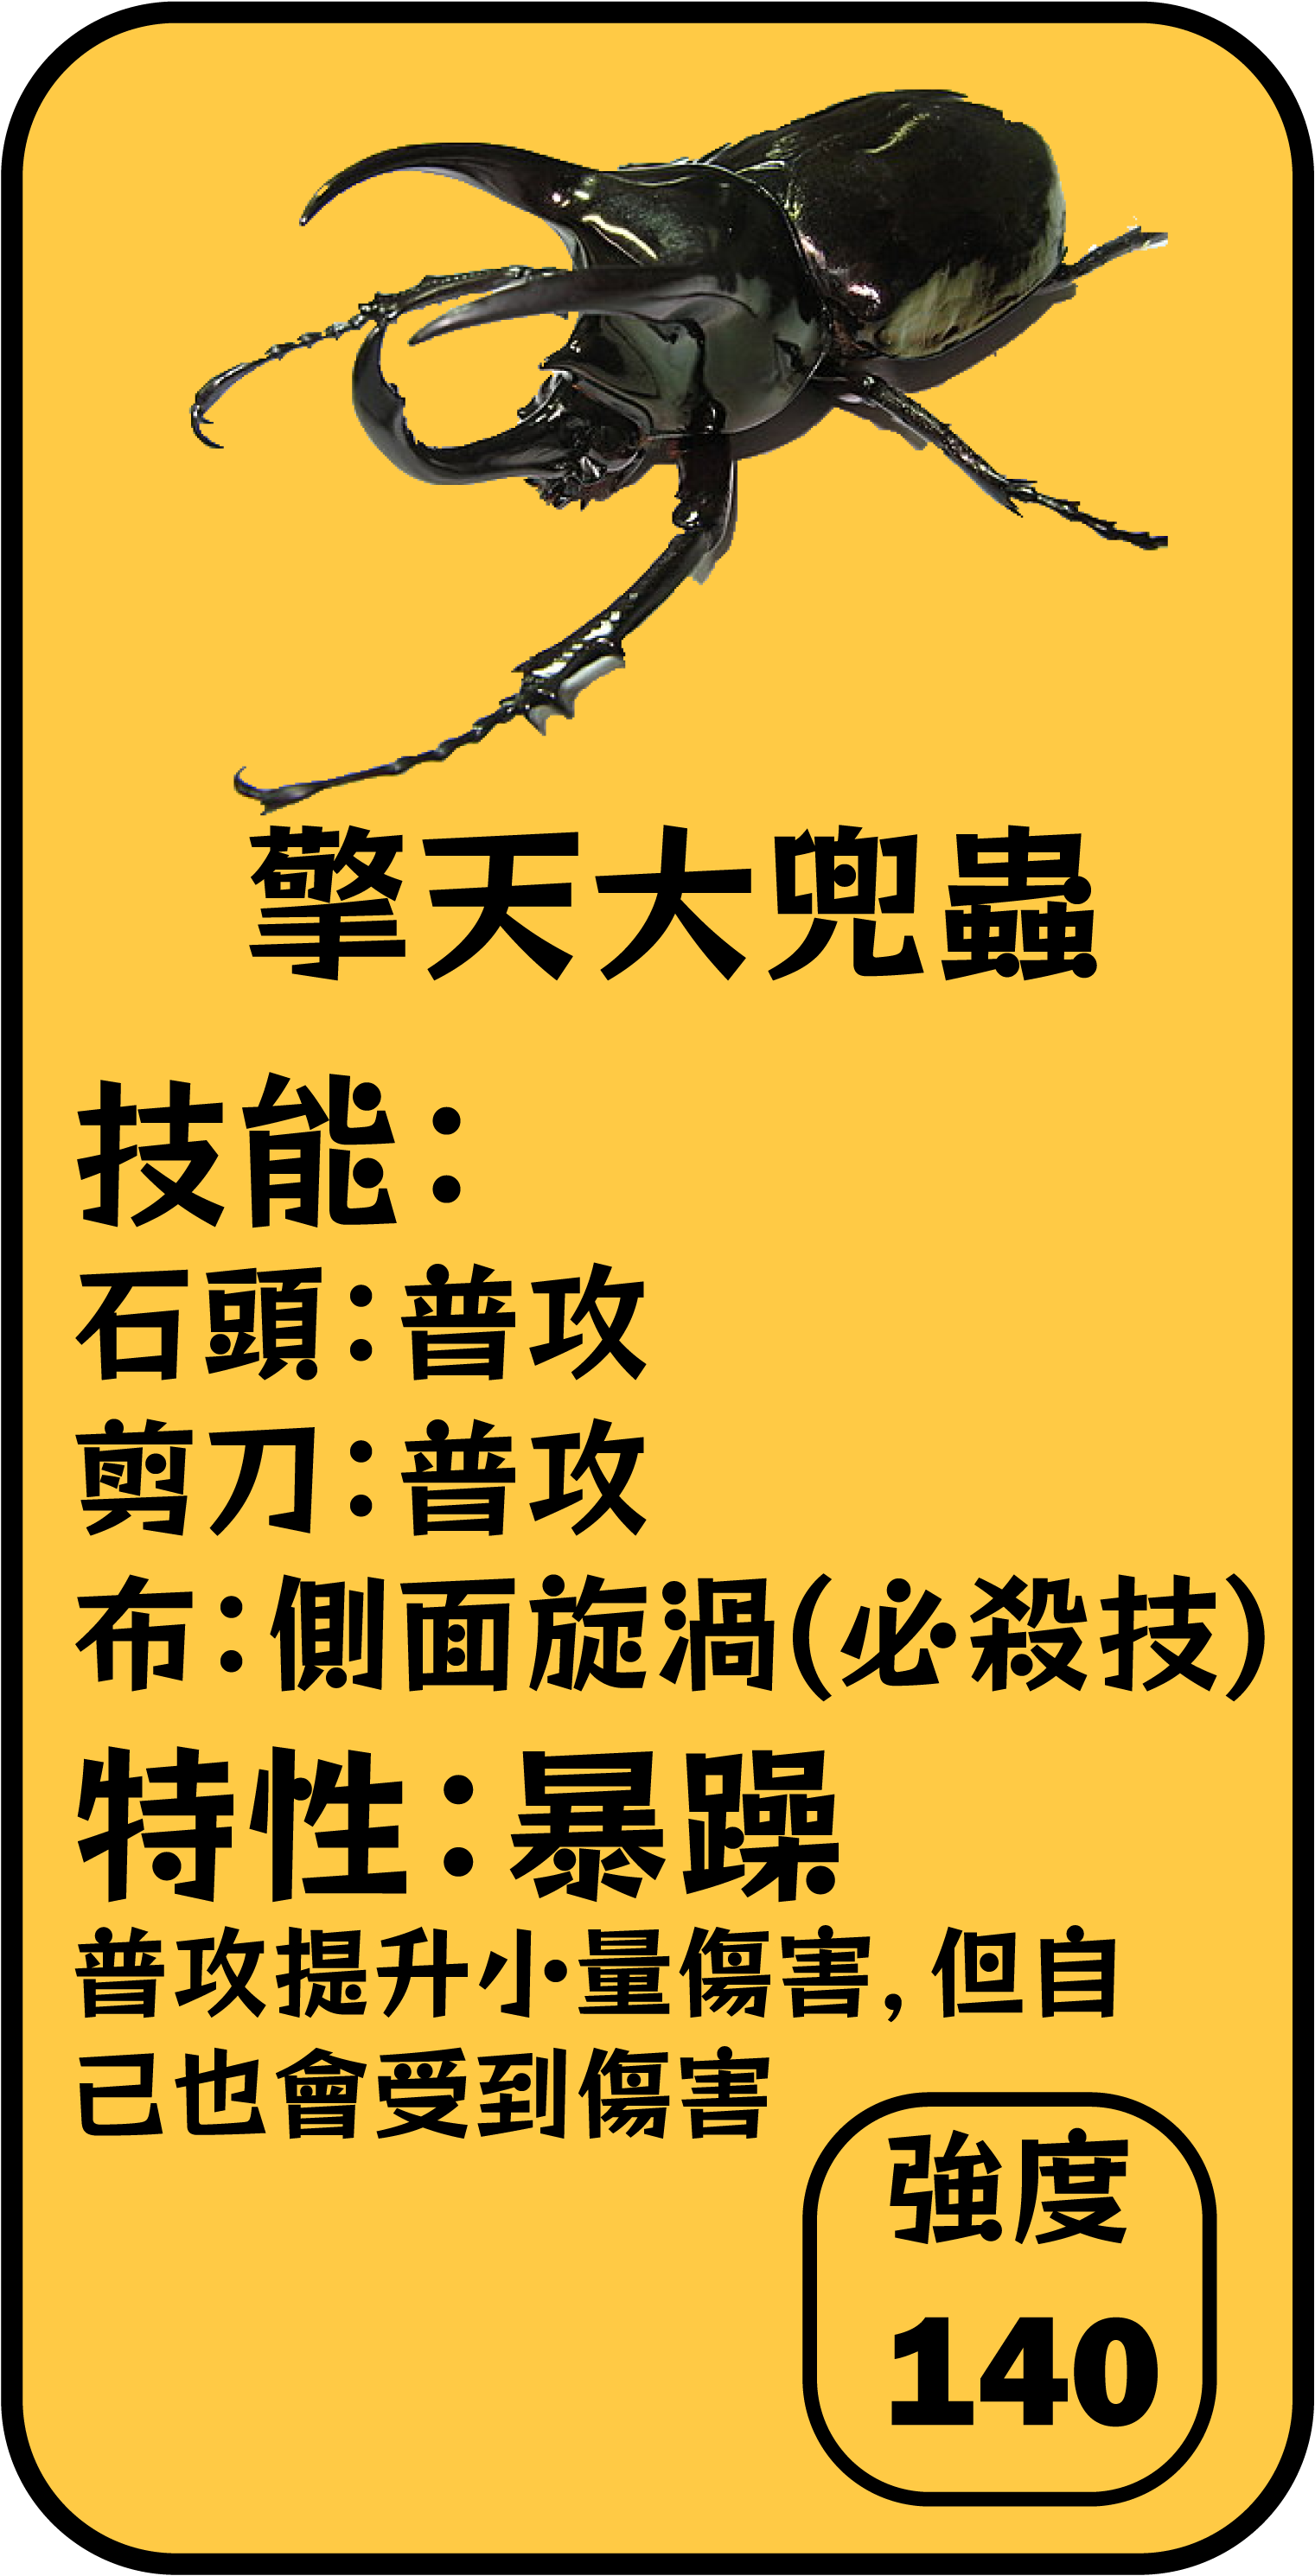 擎天大兜蟲
技能：
石頭：普攻
剪刀：普攻
布：側面旋渦(必殺技)
特性：暴躁
普攻提升小量傷害，但自
己也會受到傷害
強度
140